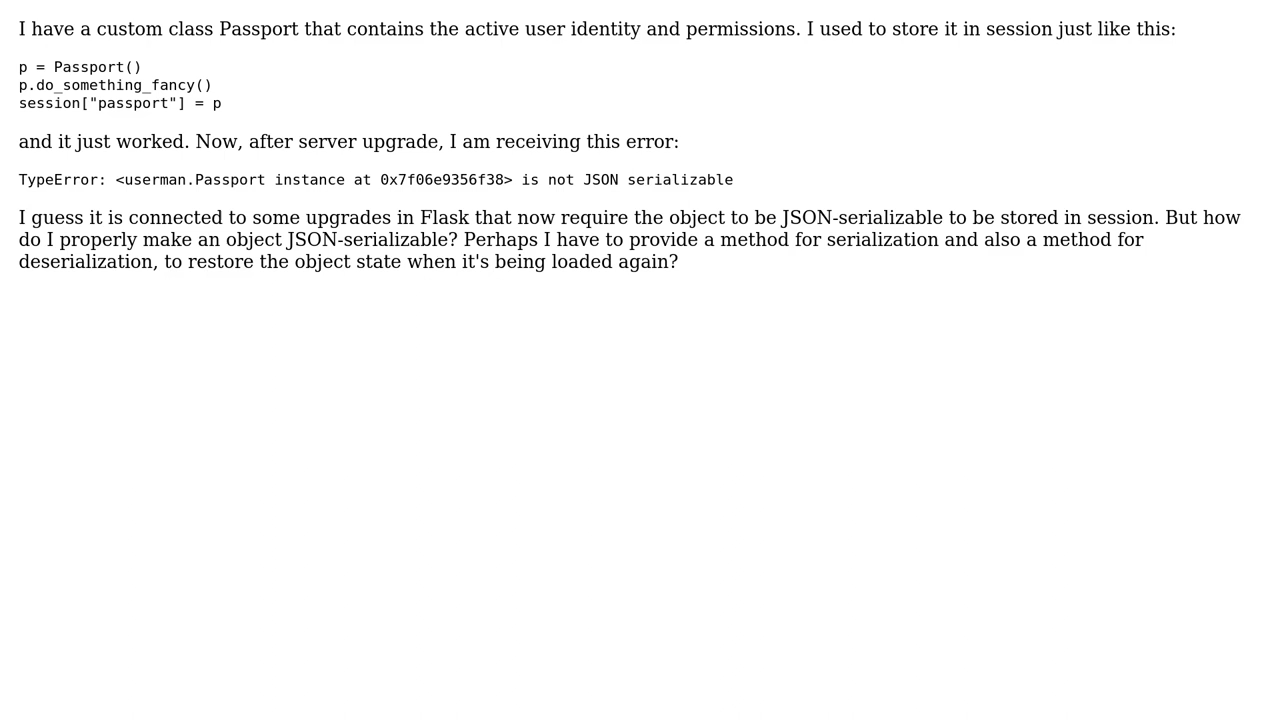 I have a custom class Passport that contains the active user identity and permissions. I used to store it in session just like this:
p = Passport()
p.do_something_fancy()
session["passport"] = p
and it just worked. Now, after server upgrade, I am receiving this error:
TypeError: <userman.Passport instance at 0x7f06e9356f38> is not JSON serializable
I guess it is connected to some upgrades in Flask that now require the object to be JSON-serializable to be stored in session. But how
do I properly make an object JSON-serializable? Perhaps I have to provide a method for serialization and also a method for
deserialization, to restore the object state when it's being loaded again?